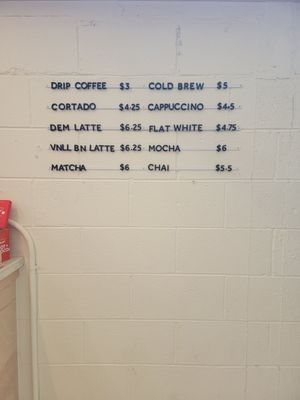 DRIP COFFEE $3 COLD BREW $5
CORTADO $4.25 CAPPUCCINO $4.5
DEM LATTE $6.25 FLAT WHITE $4.75
VNLL BN LATTE $6.25 MOCHA $6
MATCHA $6 CHAI $5.5